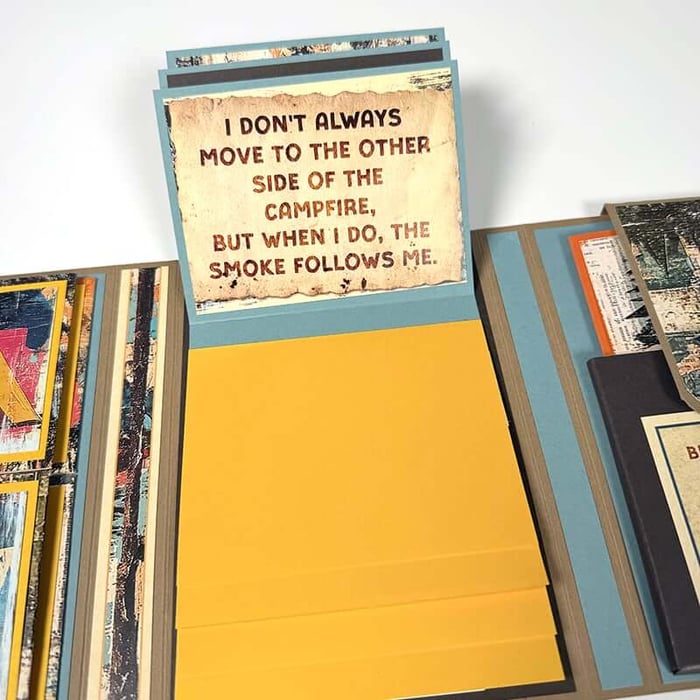 I DON'T ALWAYS
MOVE TO THE OTHER
SIDE OF THE
CAMPFIRE,
BUT WHEN I DO, THE
SMOKE FOLLOWS ME.